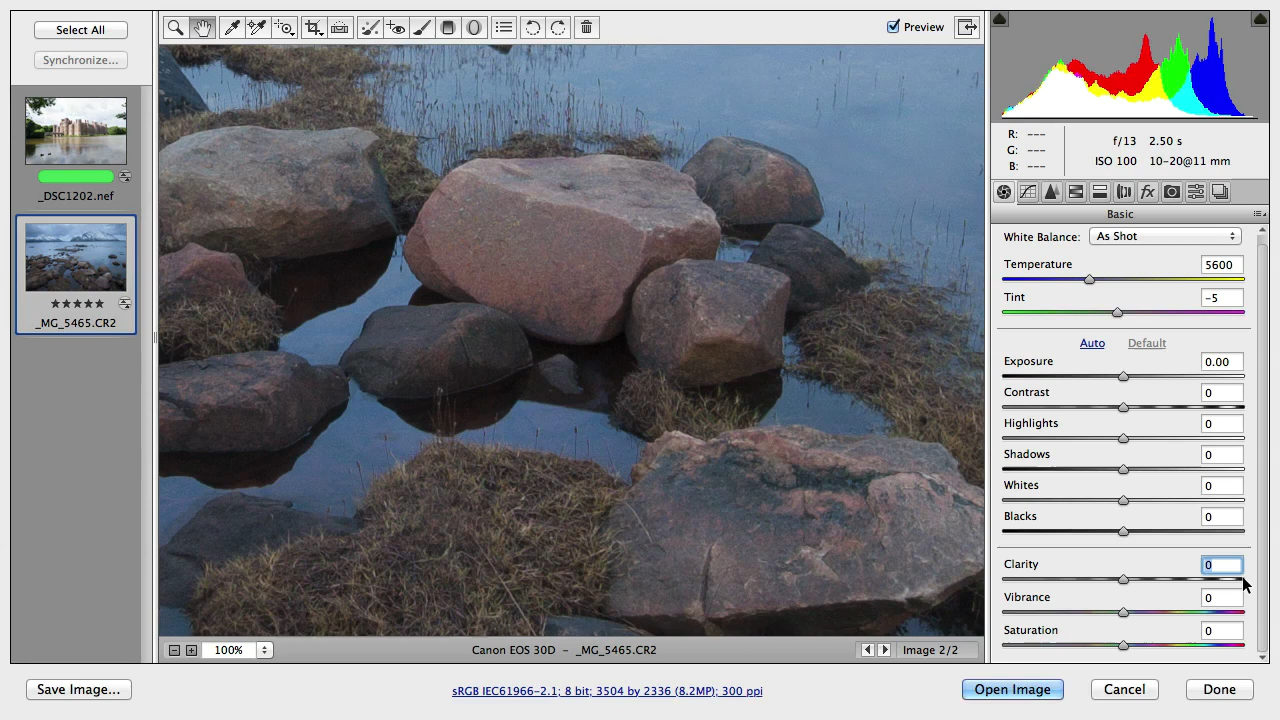 Select All
Synchronize...
_DSC1202.nef
★★★★★
_MG_5465.CR2
Preview
R: ---
G: ---
B: ---
f/13 2.50 s
ISO 100 10-20@11 mm
fx
Basic
White Balance: As Shot
Temperature 5600
Tint -5
Auto Default
Exposure 0.00
Contrast 0
Highlights 0
Shadows 0
Whites 0
Blacks 0
Clarity 0
Vibrance 0
Saturation 0
100%
Canon EOS 30D - _MG_5465.CR2
Image 2/2
Save Image...
sRGB IEC61966-2.1; 8 bit; 3504 by 2336 (8.2MP); 300 ppi
Open Image
Cancel
Done